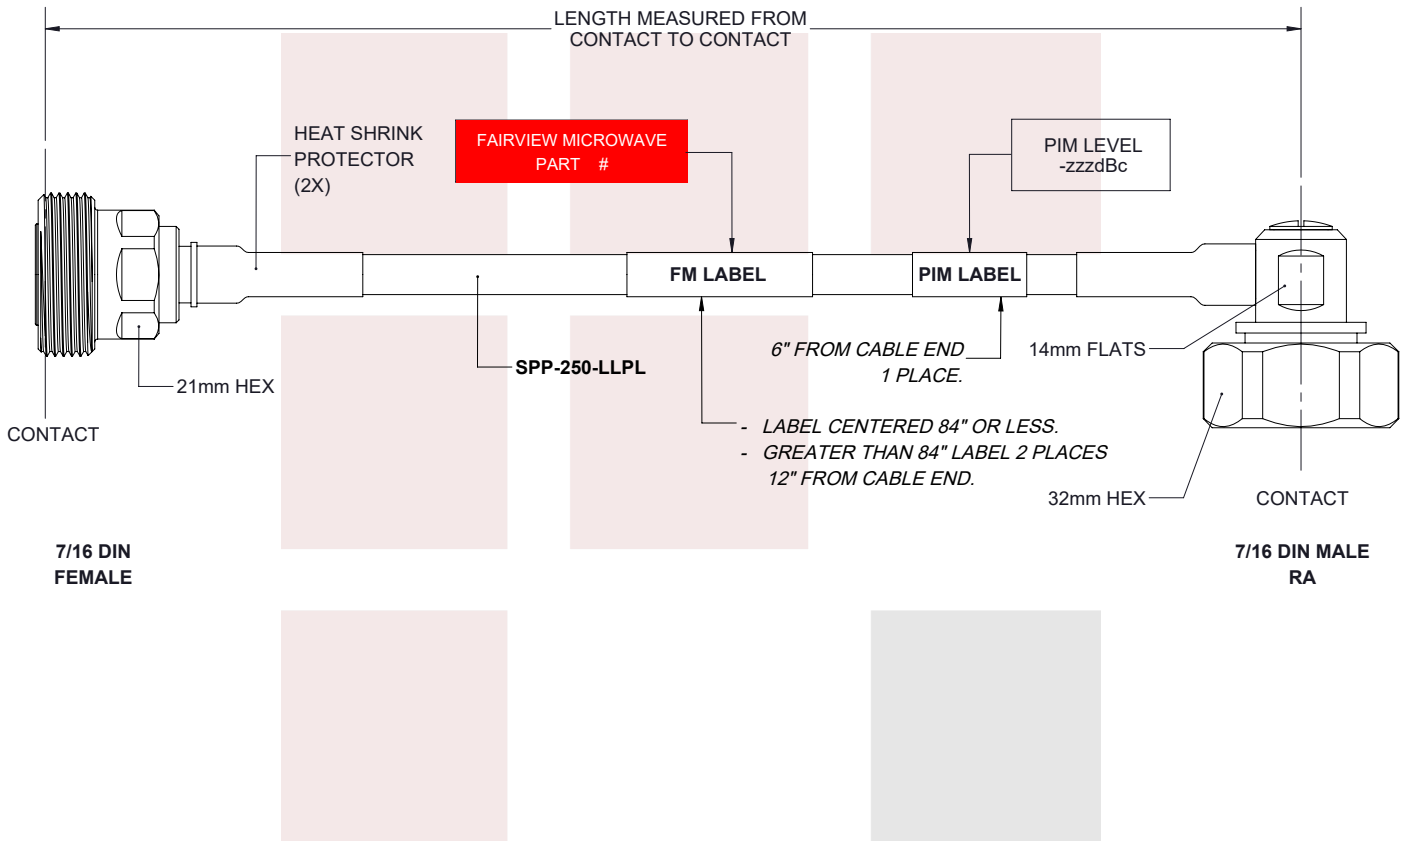 LENGTH MEASURED FROM
CONTACT TO CONTACT
HEAT SHRINK
PROTECTOR
(2X)
FAIRVIEW MICROWAVE
PART #
PIM LEVEL
-zzzdBc
FM LABEL
PIM LABEL
6" FROM CABLE END
1 PLACE.
14mm FLATS
SPP-250-LLPL
21mm HEX
CONTACT
- LABEL CENTERED 84" OR LESS.
- GREATER THAN 84" LABEL 2 PLACES
12" FROM CABLE END.
32mm HEX
CONTACT
7/16 DIN
FEMALE
7/16 DIN MALE
RA